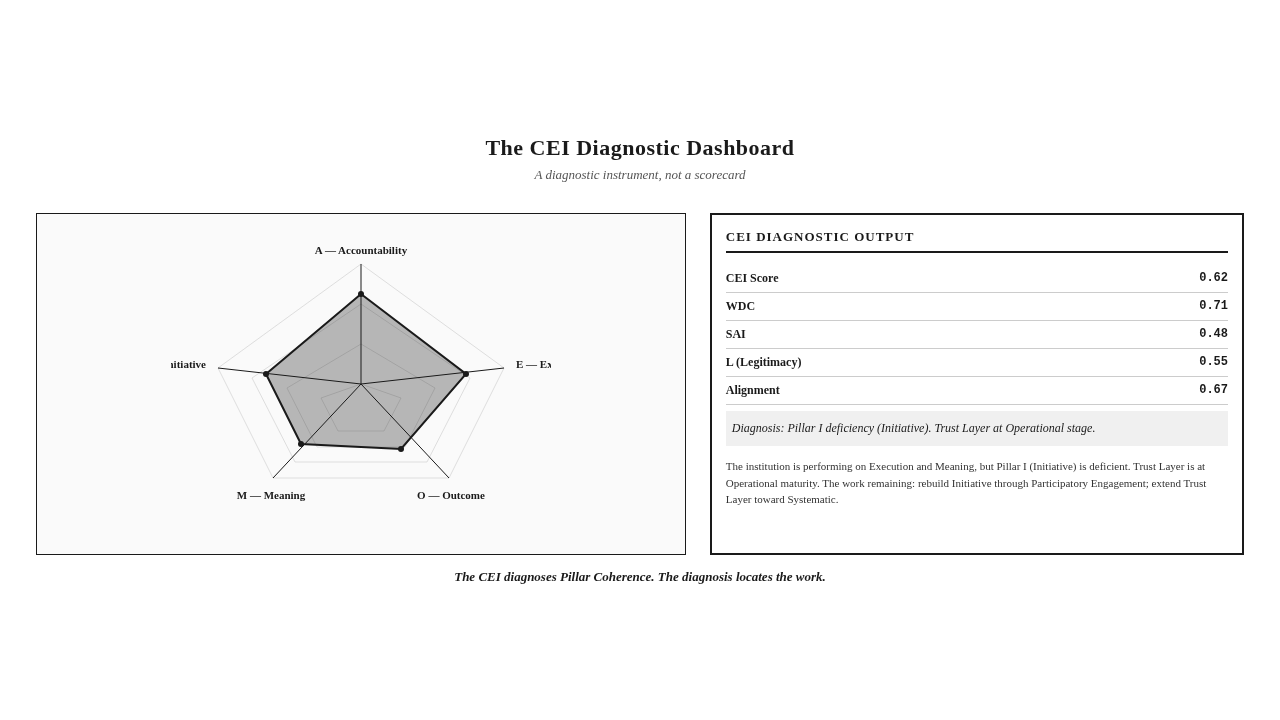 The CEI Diagnostic Dashboard
A diagnostic instrument, not a scorecard
A — Accountability
E — Ex
M — Meaning
O — Outcome
CEI DIAGNOSTIC OUTPUT
CEI Score 0.62
WDC 0.71
SAI 0.48
L (Legitimacy) 0.55
Alignment 0.67
Diagnosis: Pillar I deficiency (Initiative). Trust Layer at Operational stage.
The institution is performing on Execution and Meaning, but Pillar I (Initiative) is deficient. Trust Layer is at
Operational maturity. The work remaining: rebuild Initiative through Participatory Engagement; extend Trust
Layer toward Systematic.
The CEI diagnoses Pillar Coherence. The diagnosis locates the work.